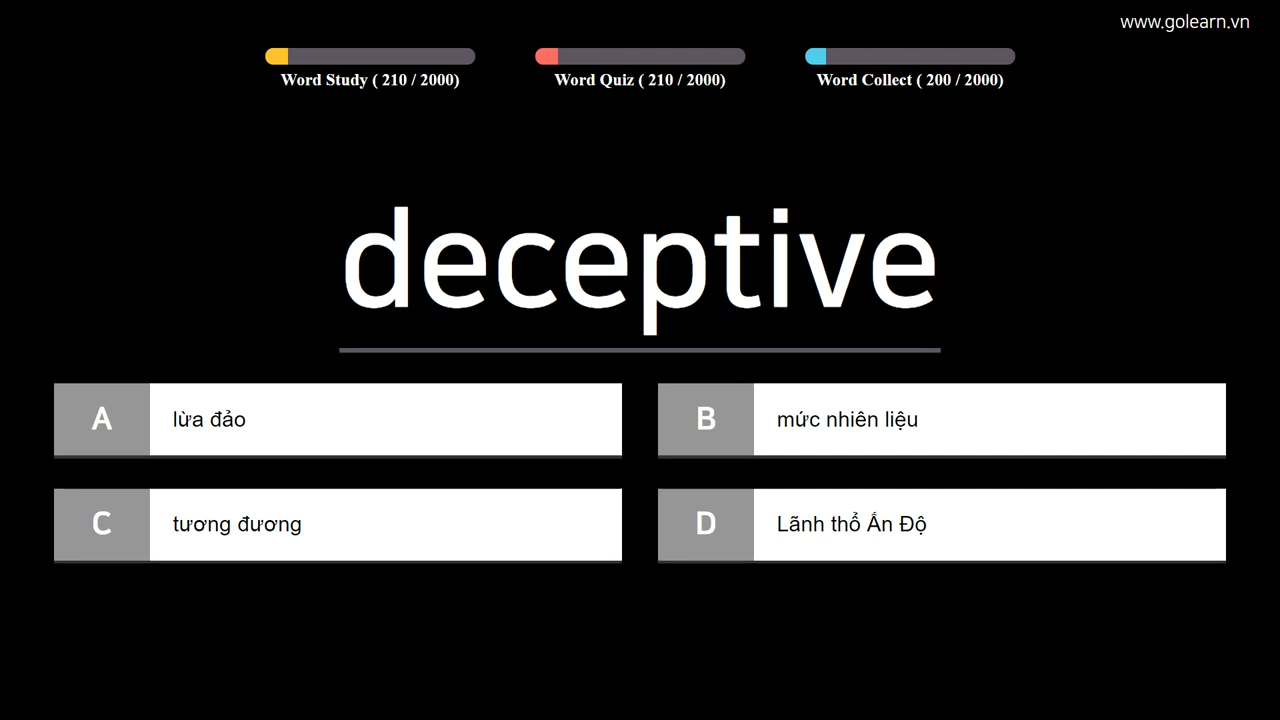 www.golearn.vn
Word Study ( 210 / 2000)
Word Quiz ( 210 / 2000)
Word Collect ( 200 / 2000)
deceptive
A lừa đảo
B mức nhiên liệu
C tương đương
D Lãnh thổ Ấn Độ